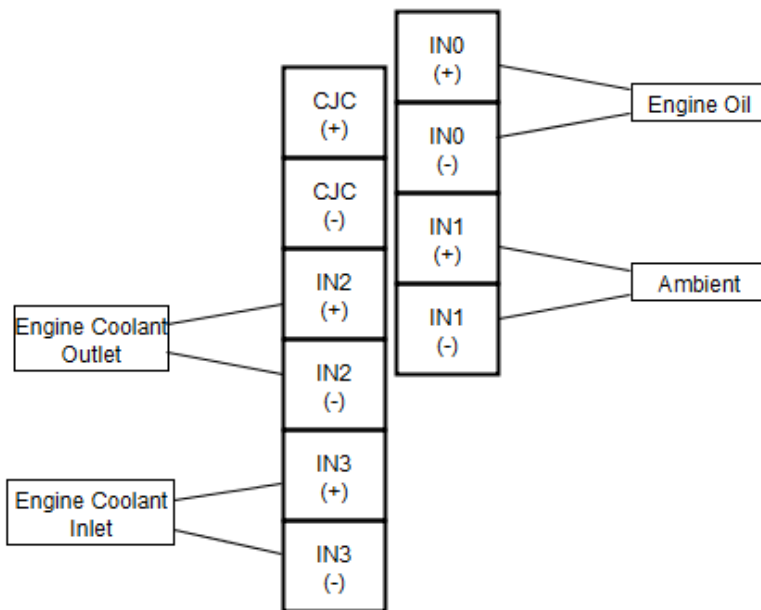 IN0
(+)
Engine Oil
IN0
(-)
IN1
(+)
Ambient
IN1
(-)
CJC
(+)
CJC
(-)
IN2
(+)
Engine Coolant
Outlet
IN2
(-)
IN3
(+)
Engine Coolant
Inlet
IN3
(-)